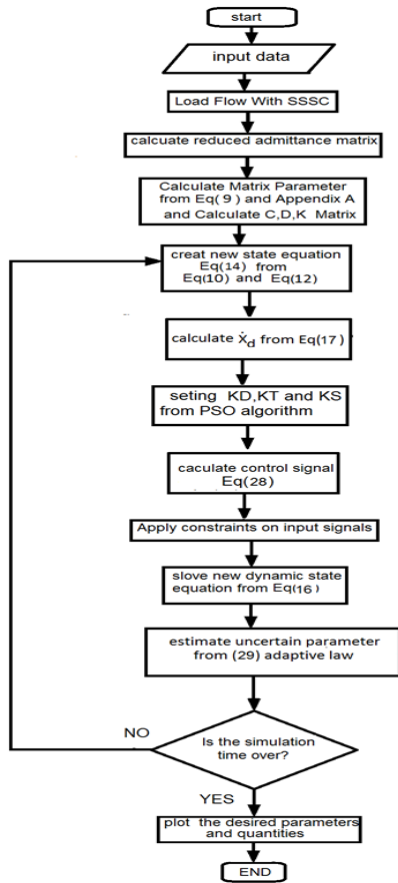 start
input data
Load Flow With SSSC
calcuate reduced admittance matrix
Calculate Matrix Parameter
from Eq(9) and Appendix A
and Calculate C,D,K Matrix
creat new state equation
Eq(14) from
Eq(10) and Eq(12)
calculate Ẋd from Eq(17)
seting KD,KT and KS
from PSO algorithm
caculate control signal
Eq(28)
Apply constraints on input signals
slove new dynamic state
equation from Eq(16)
estimate uncertain parameter
from (29) adaptive law
NO
Is the simulation
time over?
YES
plot the desired parameters
and quantities
END